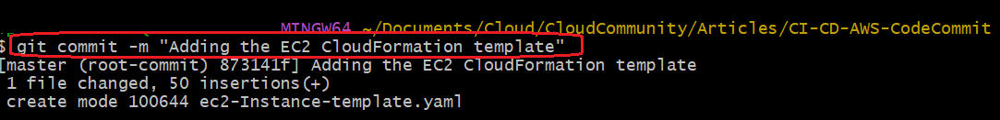 MINGW64 ~/Documents/Cloud/CloudCommunity/Articles/CI-CD-AWS-CodeCommit
$ git commit -m "Adding the EC2 CloudFormation template"
[master (root-commit) 873141f] Adding the EC2 CloudFormation template
1 file changed, 50 insertions(+)
create mode 100644 ec2-Instance-template.yaml